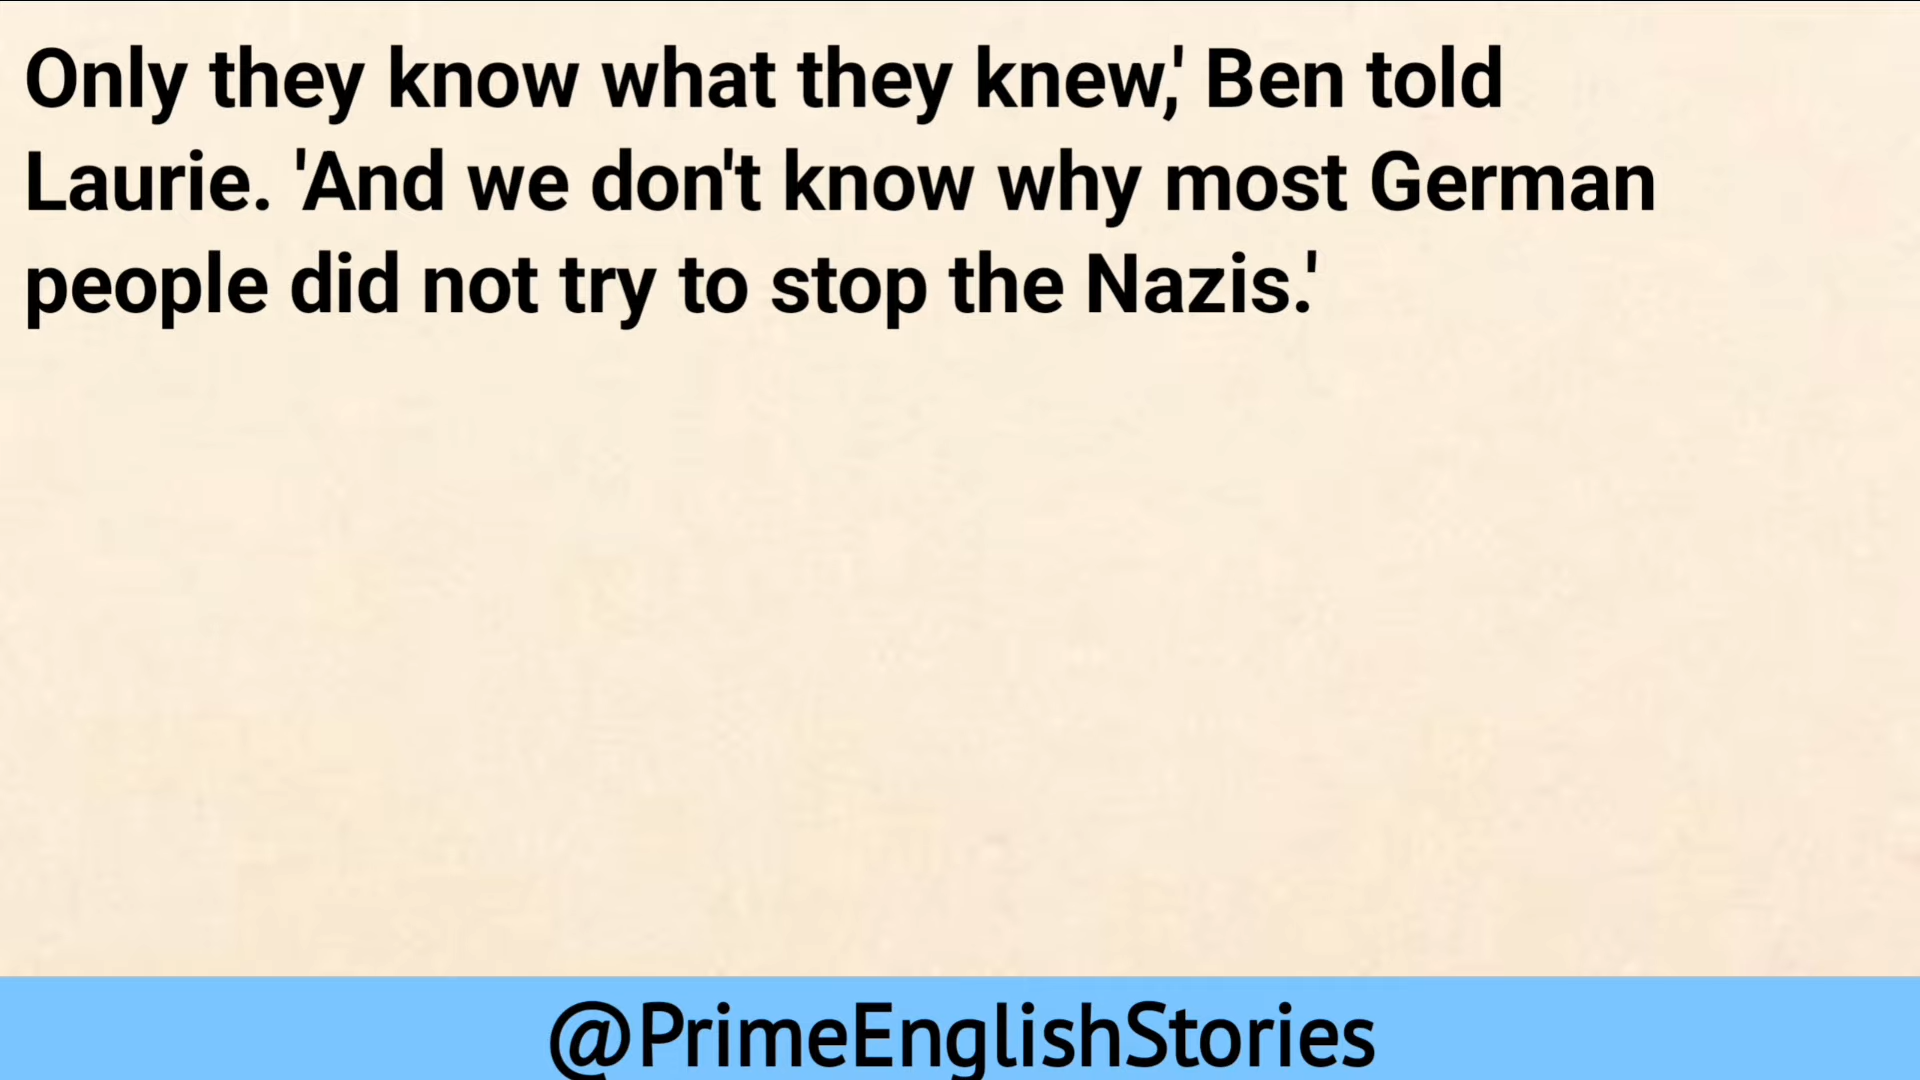 Only they know what they knew,' Ben told
Laurie. 'And we don't know why most German
people did not try to stop the Nazis.'
@PrimeEnglishStories